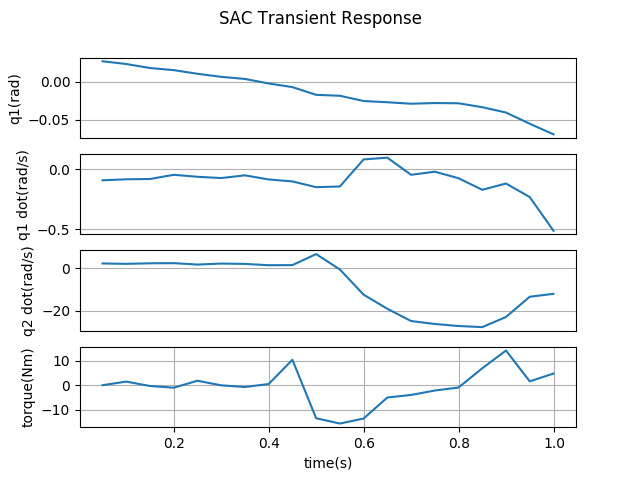 SAC Transient Response
q1(rad)
0.00
−0.05
q1 dot(rad/s)
0.0
−0.5
q2 dot(rad/s)
0
−20
torque(Nm)
10
0
−10
0.2 0.4 0.6 0.8 1.0
time(s)